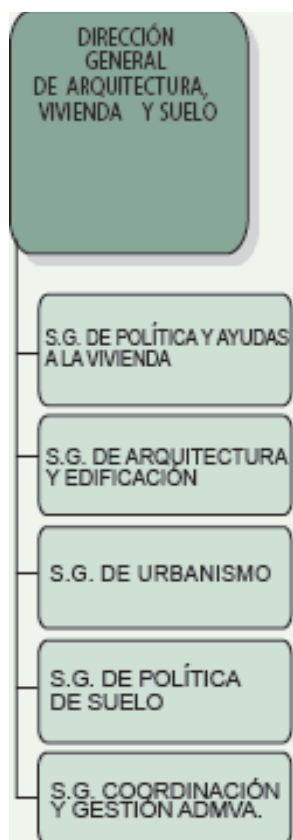 DIRECCIÓN
GENERAL
DE ARQUITECTURA,
VIVIENDA Y SUELO
S.G. DE POLÍTICA Y AYUDAS
A LA VIVIENDA
S.G. DE ARQUITECTURA
Y EDIFICACIÓN
S.G. DE URBANISMO
S.G. DE POLÍTICA
DE SUELO
S.G. COORDINACIÓN
Y GESTIÓN ADMVA.